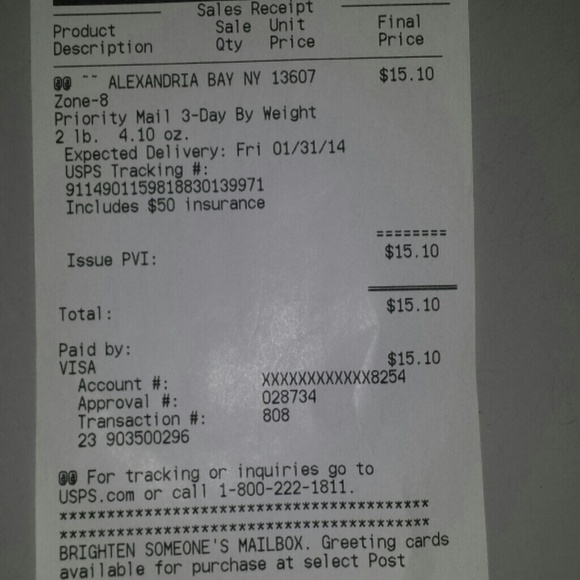 Sales Receipt
Product Sale Unit Final
Description Qty Price Price
@@ ~~ ALEXANDRIA BAY NY 13607 $15.10
Zone-8
Priority Mail 3-Day By Weight
2 lb. 4.10 oz.
Expected Delivery: Fri 01/31/14
USPS Tracking #:
9114901159818830139971
Includes $50 insurance
========
Issue PVI: $15.10
Total: $15.10
Paid by:
VISA $15.10
Account #: XXXXXXXXXXXX8254
Approval #: 028734
Transaction #: 808
23 903500296
@@ For tracking or inquiries go to
USPS.com or call 1-800-222-1811.
***************************************
***************************************
BRIGHTEN SOMEONE'S MAILBOX. Greeting cards
available for purchase at select Post